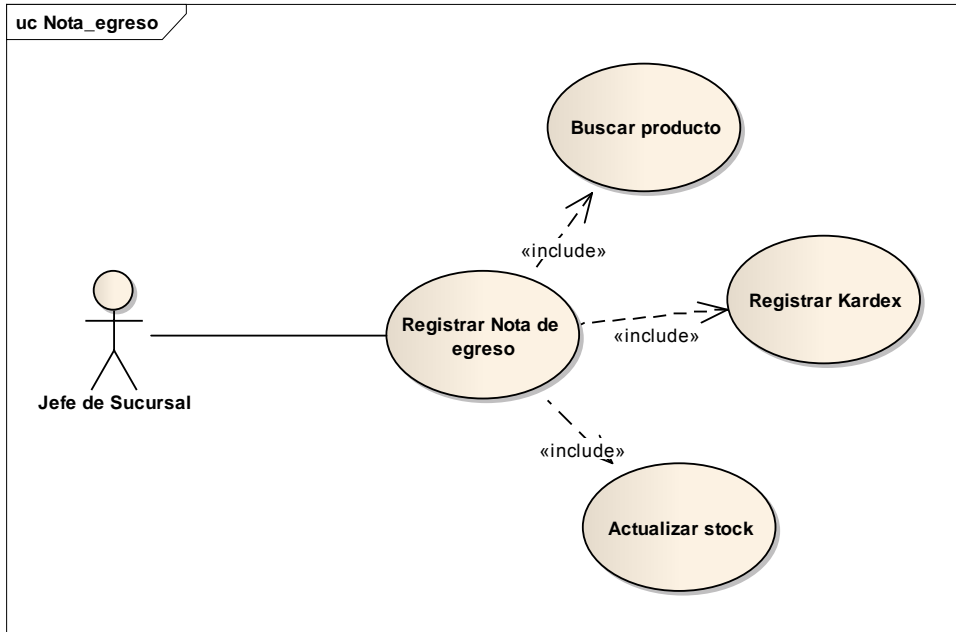 uc Nota_egreso
Buscar producto
«include»
Registrar Kardex
Registrar Nota de
egreso
«include»
Jefe de Sucursal
«include»
Actualizar stock